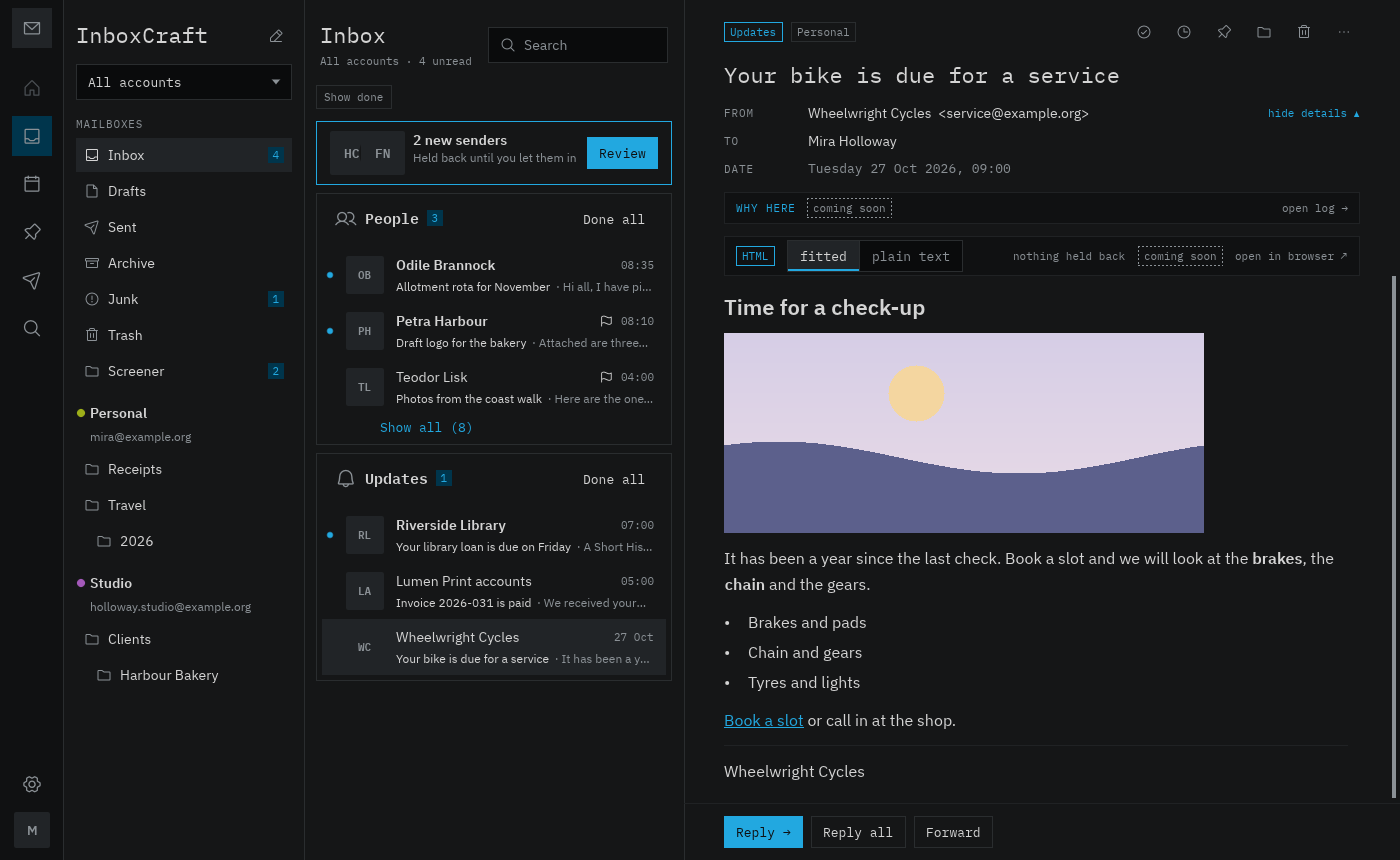 InboxCraft
All accounts
MAILBOXES
Inbox 4
Drafts
Sent
Archive
Junk 1
Trash
Screener 2
Personal
mira@example.org
Receipts
Travel
2026
Studio
holloway.studio@example.org
Clients
Harbour Bakery
M
Inbox
All accounts · 4 unread
Search
Show done
HC FN
2 new senders
Held back until you let them in
Review
People 3
Done all
OB
Odile Brannock 08:35
Allotment rota for November · Hi all, I have pi…
PH
Petra Harbour 08:10
Draft logo for the bakery · Attached are three…
TL
Teodor Lisk 04:00
Photos from the coast walk · Here are the one…
Show all (8)
Updates 1
Done all
RL
Riverside Library 07:00
Your library loan is due on Friday · A Short His…
LA
Lumen Print accounts 05:00
Invoice 2026-031 is paid · We received your…
WC
Wheelwright Cycles 27 Oct
Your bike is due for a service · It has been a y…
Updates Personal
Your bike is due for a service
FROM Wheelwright Cycles <service@example.org> hide details ▴
TO Mira Holloway
DATE Tuesday 27 Oct 2026, 09:00
WHY HERE coming soon open log →
HTML fitted plain text nothing held back coming soon open in browser ↗
Time for a check-up
It has been a year since the last check. Book a slot and we will look at the brakes, the
chain and the gears.
• Brakes and pads
• Chain and gears
• Tyres and lights
Book a slot or call in at the shop.
Wheelwright Cycles
Reply → Reply all Forward